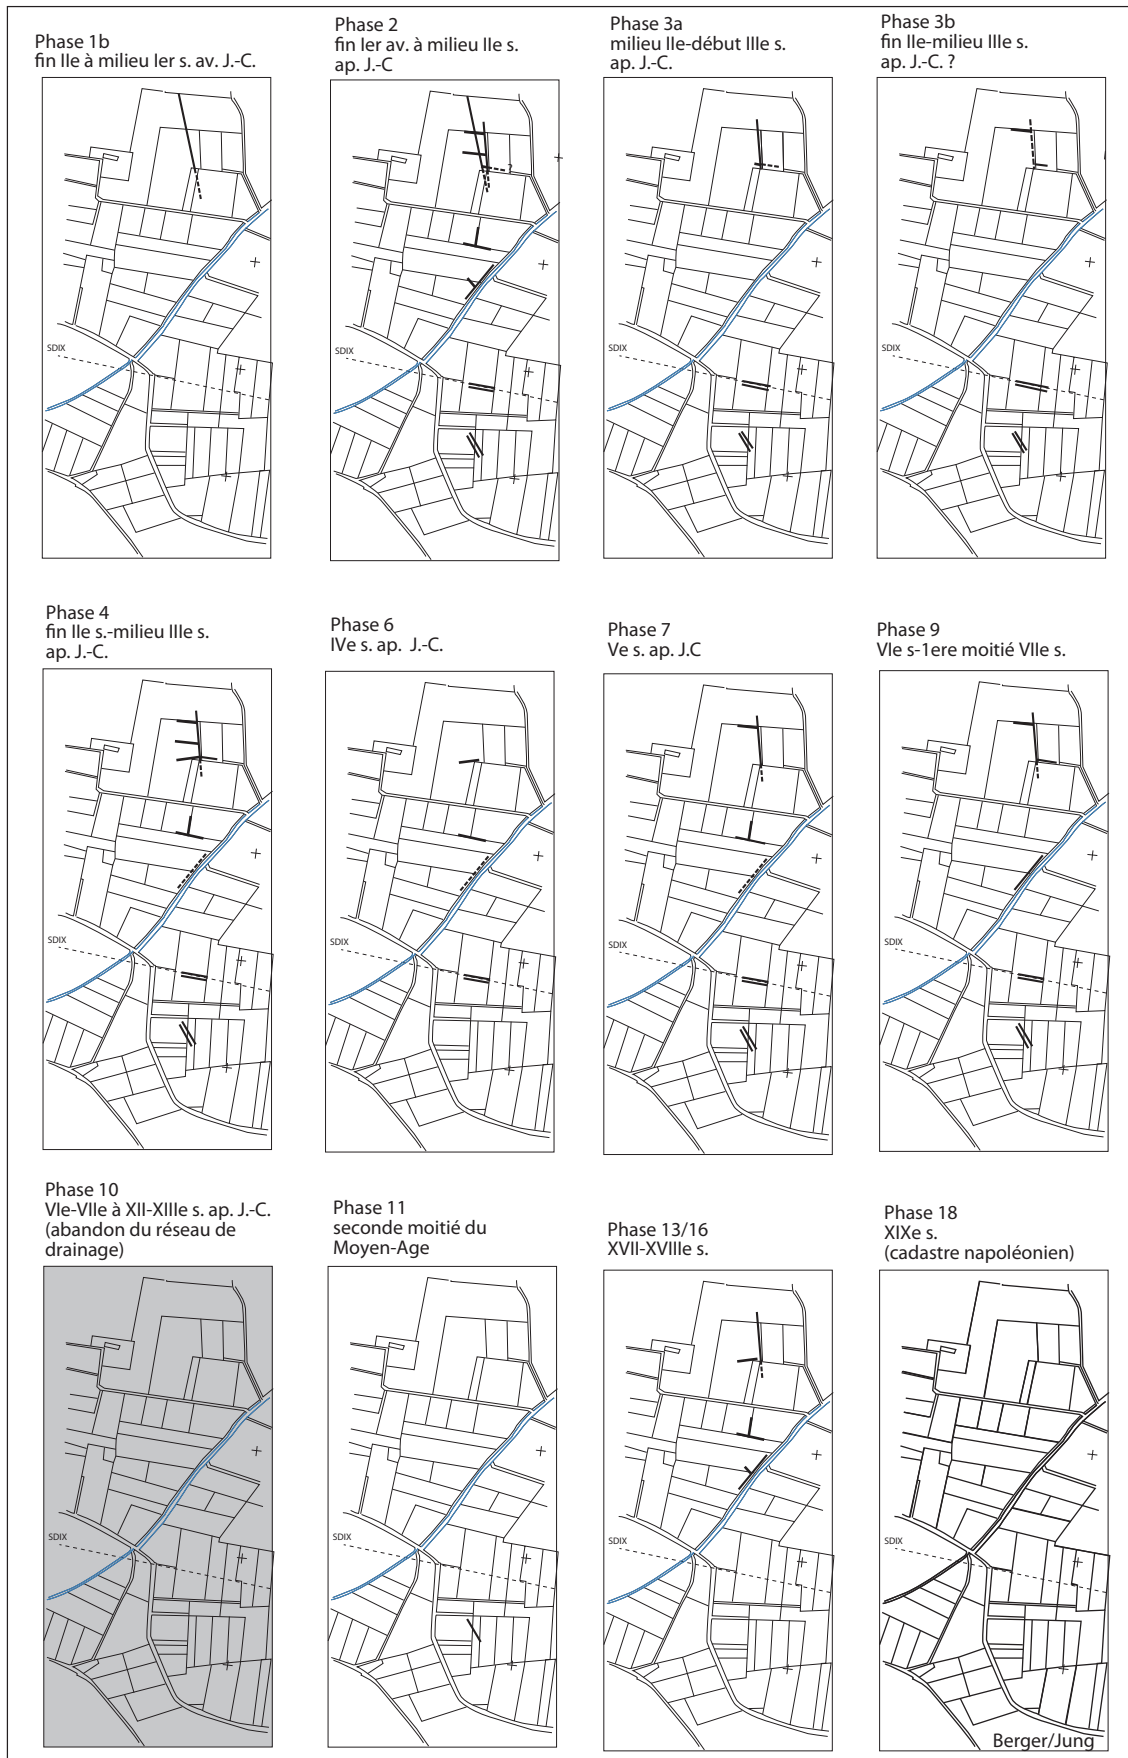 Phase 1b
fin IIe à milieu Ier s. av. J.-C.
Phase 2
fin Ier av. à milieu IIe s.
ap. J.-C
Phase 3a
milieu IIe-début IIIe s.
ap. J.-C.
Phase 3b
fin IIe-milieu IIIe s.
ap. J.-C. ?
SDIX
?
SDIX
SDIX
SDIX
Phase 4
fin IIe s.-milieu IIIe s.
ap. J.-C.
Phase 6
IVe s. ap. J.-C.
Phase 7
Ve s. ap. J.C
Phase 9
VIe s-1ere moitié VIIe s.
SDIX
SDIX
SDIX
SDIX
Phase 10
VIe-VIIe à XII-XIIIe s. ap. J.-C.
(abandon du réseau de
drainage)
Phase 11
seconde moitié du
Moyen-Age
Phase 13/16
XVII-XVIIIe s.
Phase 18
XIXe s.
(cadastre napoléonien)
SDIX
SDIX
SDIX
SDIX
Berger/Jung